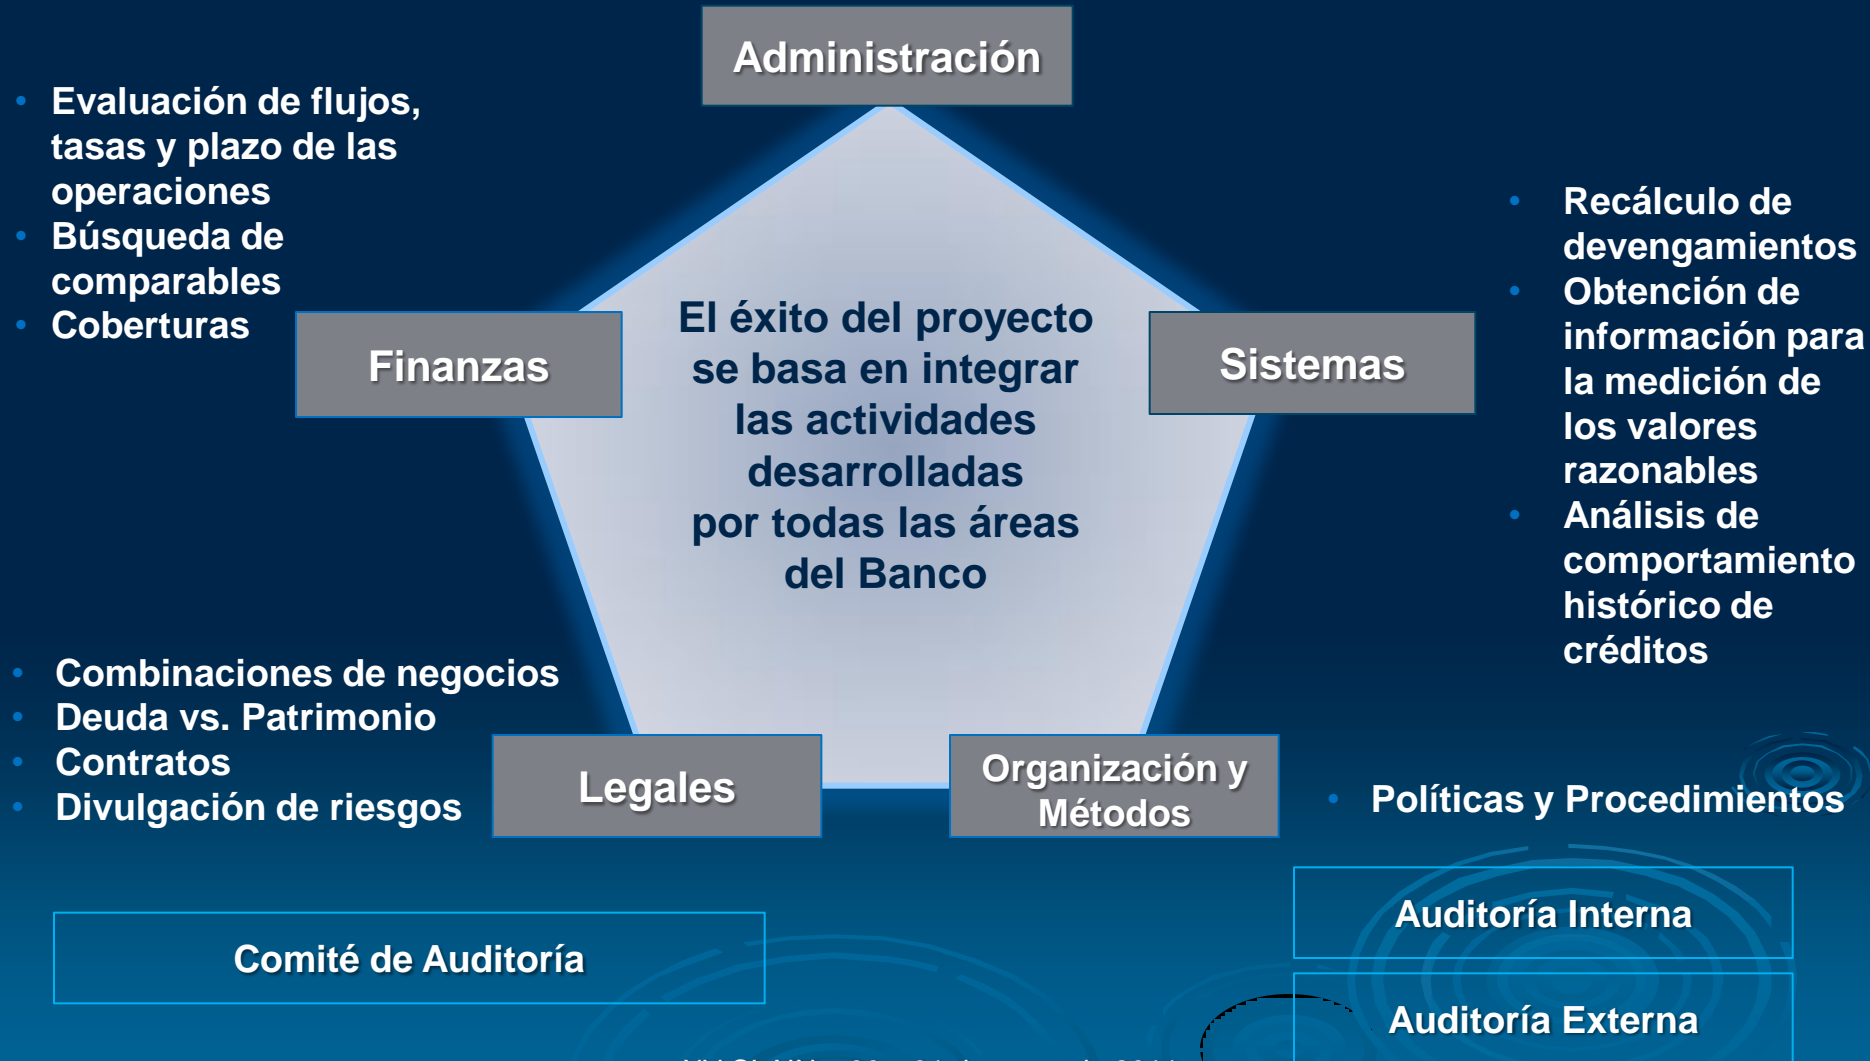 Administración
• Evaluación de flujos,
tasas y plazo de las
operaciones
• Búsqueda de
comparables
• Coberturas
Finanzas
El éxito del proyecto
se basa en integrar
las actividades
desarrolladas
por todas las áreas
del Banco
Sistemas
• Recálculo de
devengamientos
• Obtención de
información para
la medición de
los valores
razonables
• Análisis de
comportamiento
histórico de
créditos
• Combinaciones de negocios
• Deuda vs. Patrimonio
• Contratos
• Divulgación de riesgos
Legales
Organización y
Métodos
• Políticas y Procedimientos
Comité de Auditoría
Auditoría Interna
Auditoría Externa